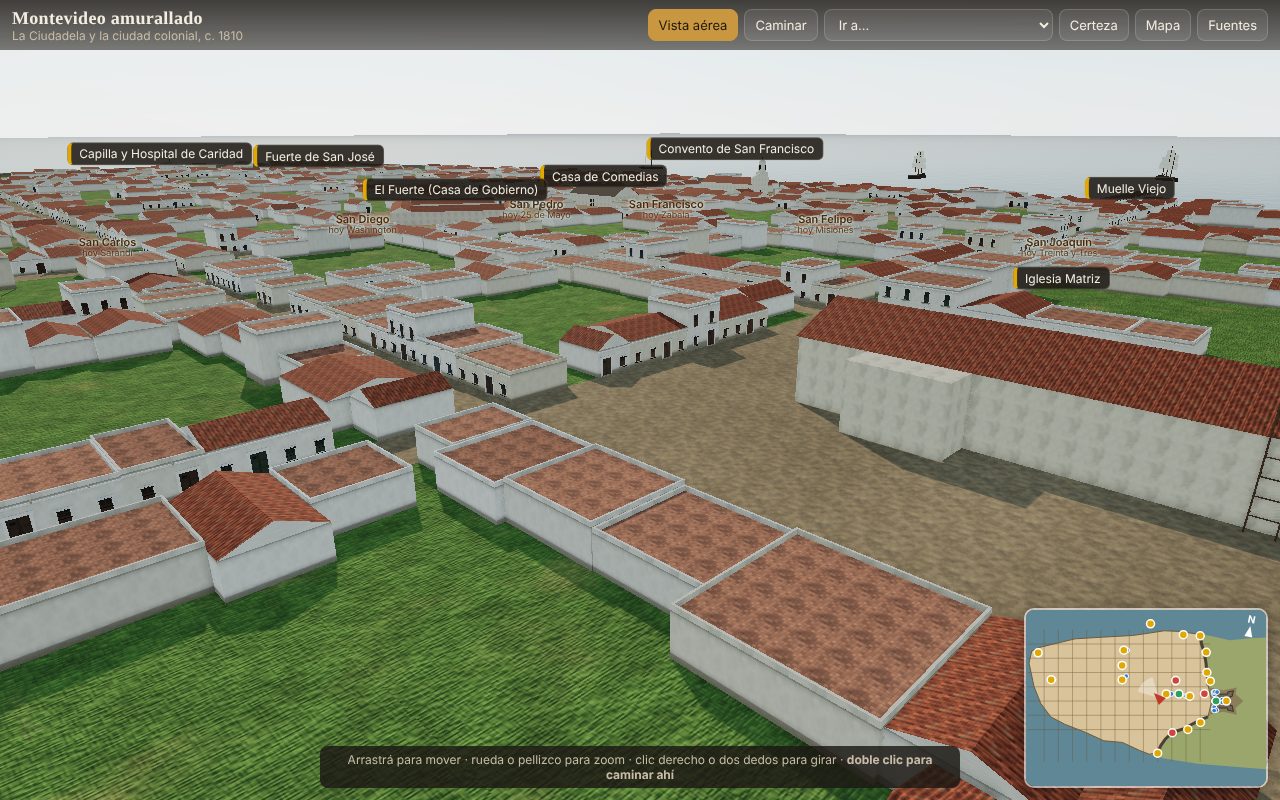 Montevideo amurallado
La Ciudadela y la ciudad colonial, c. 1810
Vista aérea
Caminar
Ir a...
Certeza
Mapa
Fuentes
Capilla y Hospital de Caridad
Fuerte de San José
Convento de San Francisco
Casa de Comedias
El Fuerte (Casa de Gobierno)
Muelle Viejo
San Pedro
hoy 25 de Mayo
San Francisco
hoy Zabala
San Diego
hoy Washington
San Felipe
hoy Misiones
San Carlos
hoy Sarandí
San Joaquín
hoy Treinta y Tres
Iglesia Matriz
N
Arrastrá para mover · rueda o pellizco para zoom · clic derecho o dos dedos para girar · doble clic para
caminar ahí